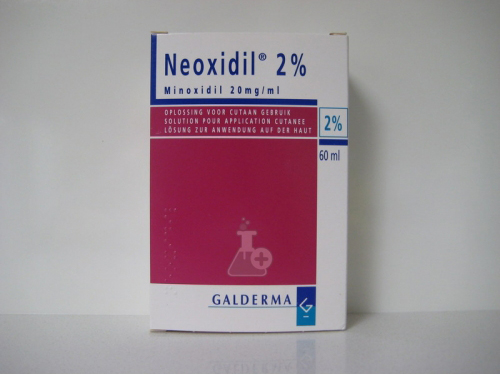 Neoxidil® 2%
Minoxidil 20mg/ml
OPLOSSING VOOR CUTAAN GEBRUIK
SOLUTION POUR APPLICATION CUTANEE
LÖSUNG ZUR ANWENDUNG AUF DER HAUT
2%
60 ml
GALDERMA